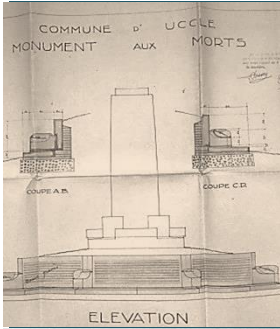 COMMUNE D' UCCLE
MONUMENT AUX MORTS
COUPE A.B.
COUPE C.D.
ELEVATION